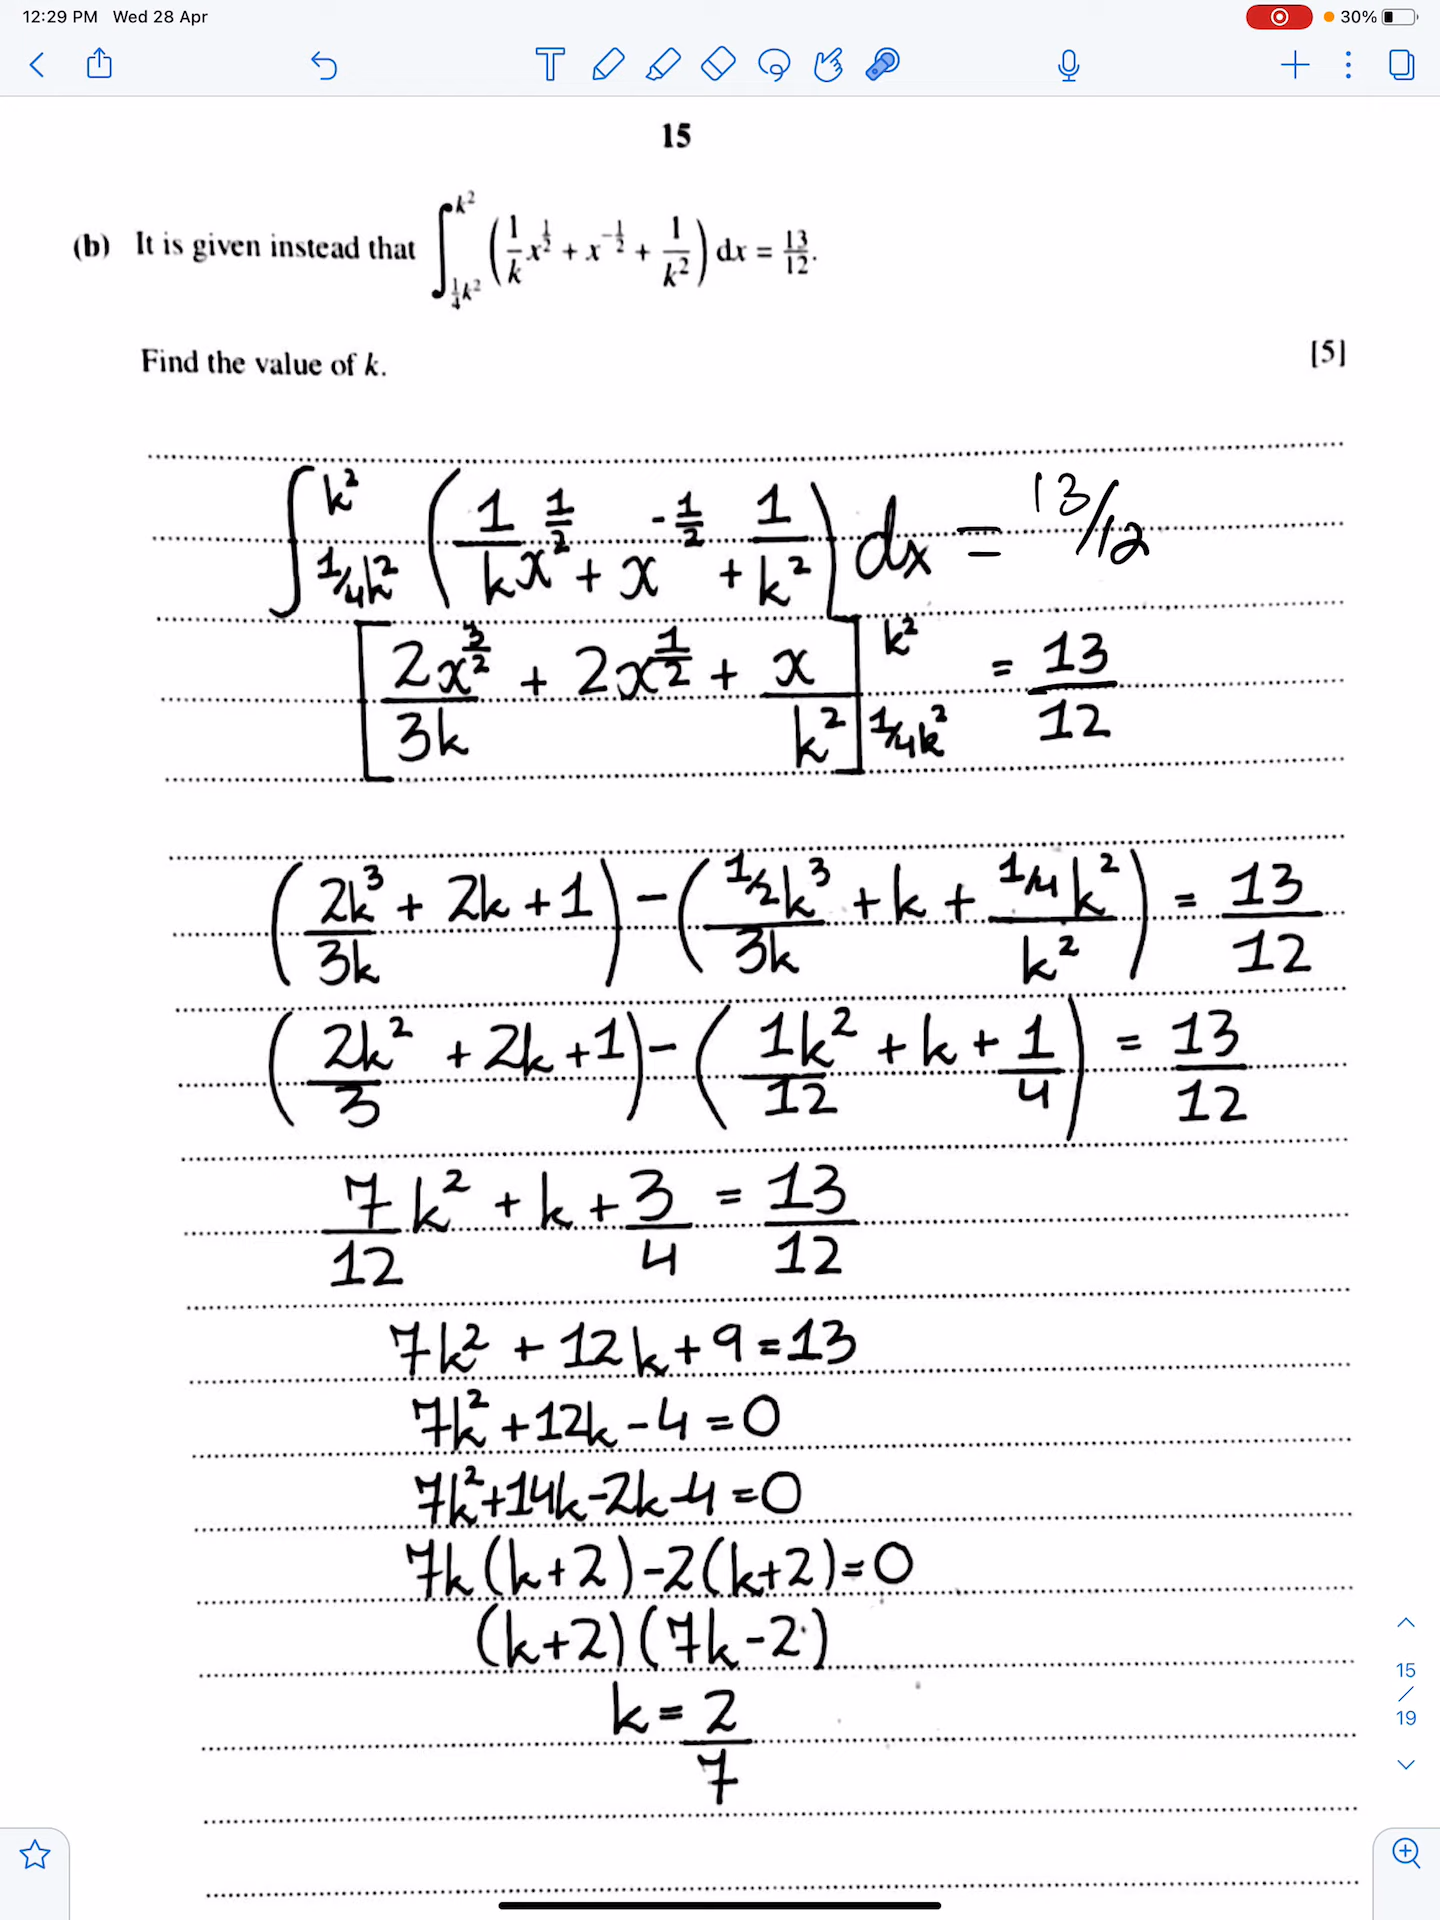 12:29 PM Wed 28 Apr
30%
15
(b) It is given instead that ∫_{¼k²}^{k²} (1/k x^{1/2} + x^{-1/2} + 1/k²) dx = 13/12.
Find the value of k. [5]
∫_{1/4k²}^{k²} (1/k x^{1/2} + x^{-1/2} + 1/k²) dx = 13/12
[2x^{3/2}/3k + 2x^{1/2} + x/k²]_{1/4k²}^{k²} = 13/12
(2k³/3k + 2k + 1) - (1/2k³/3k + k + 1/4k²/k²) = 13/12
(2k²/3 + 2k + 1) - (1k²/12 + k + 1/4) = 13/12
7/12 k² + k + 3/4 = 13/12
7k² + 12k + 9 = 13
7k² + 12k - 4 = 0
7k² + 14k - 2k - 4 = 0
7k(k+2) - 2(k+2) = 0
(k+2)(7k-2)
k = 2/7
15
/
19